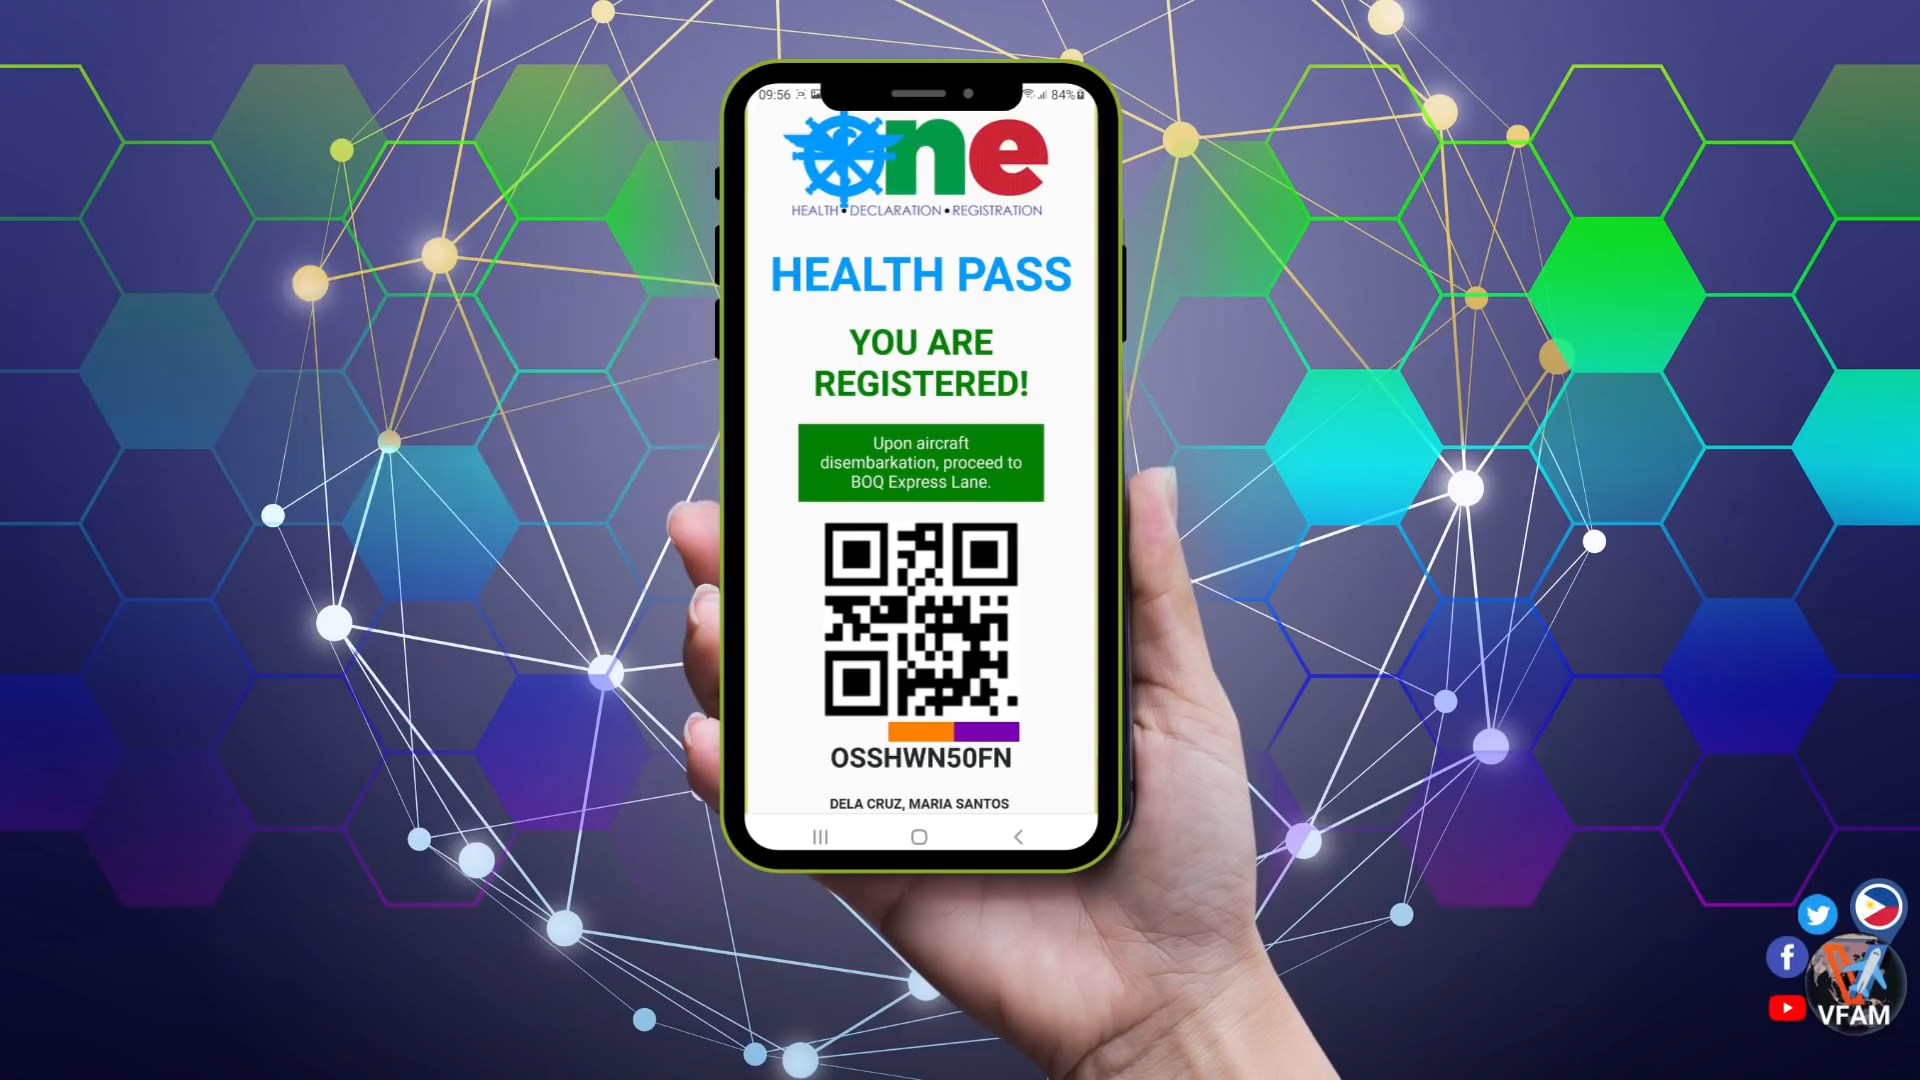 09:56
84%
One
HEALTH • DECLARATION • REGISTRATION
HEALTH PASS
YOU ARE
REGISTERED!
Upon aircraft
disembarkation, proceed to
BOQ Express Lane.
OSSHWN50FN
DELA CRUZ, MARIA SANTOS
VFAM